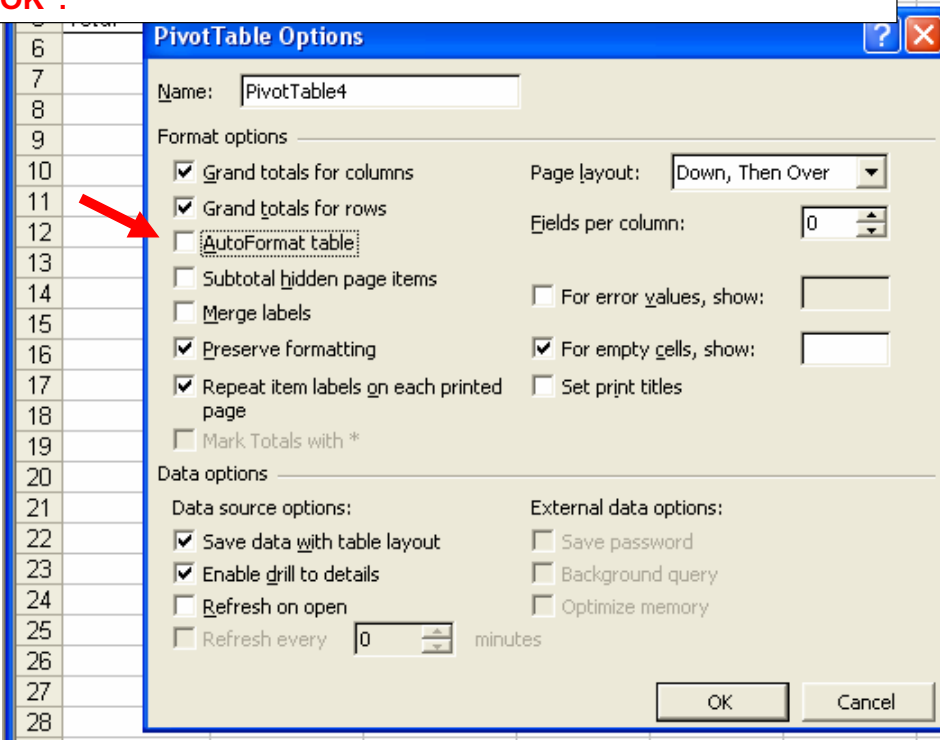 OK".
PivotTable Options
Name: PivotTable4
Format options
Grand totals for columns
Page layout: Down, Then Over
Grand totals for rows
Fields per column: 0
AutoFormat table
Subtotal hidden page items
For error values, show:
Merge labels
Preserve formatting
For empty cells, show:
Repeat item labels on each printed
page
Set print titles
Mark Totals with *
Data options
Data source options:
External data options:
Save data with table layout
Save password
Enable drill to details
Background query
Refresh on open
Optimize memory
Refresh every 0 minutes
OK
Cancel
6
7
8
9
10
11
12
13
14
15
16
17
18
19
20
21
22
23
24
25
26
27
28